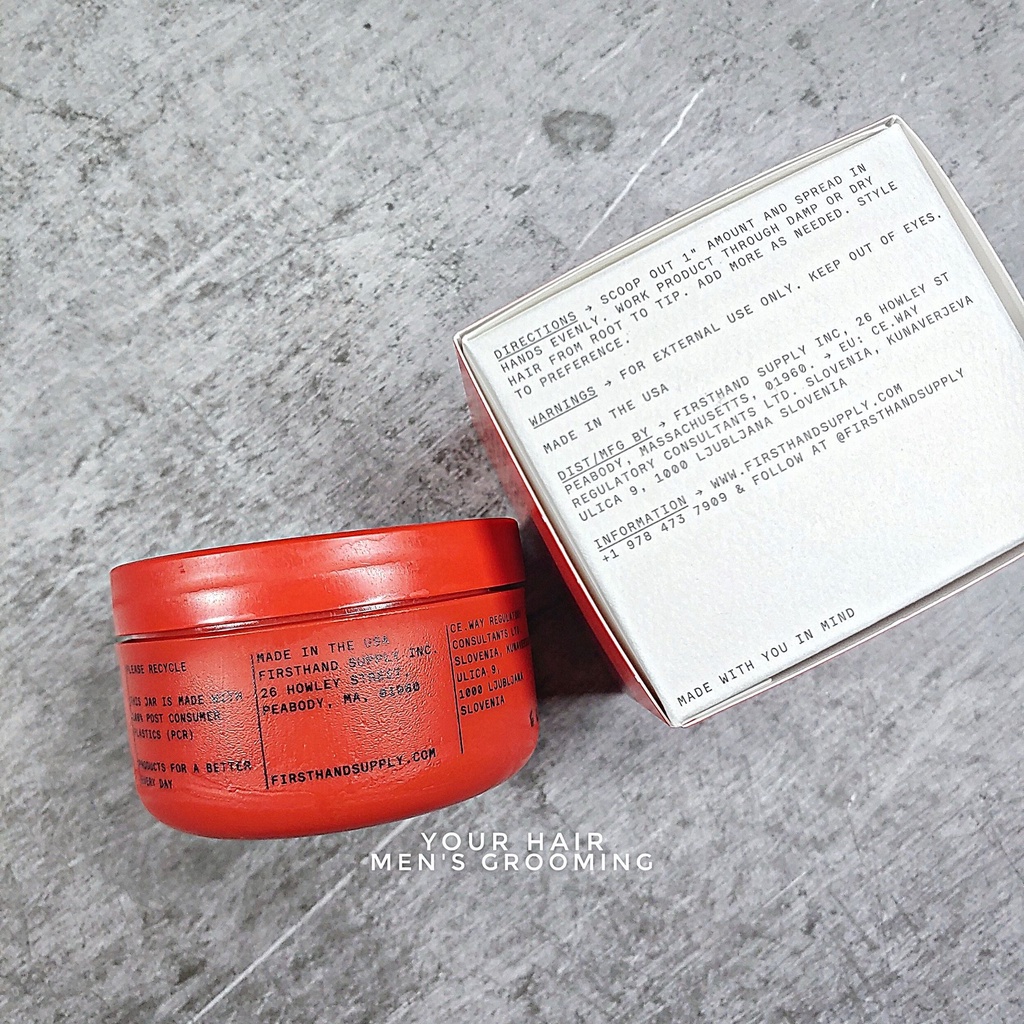 DIRECTIONS → SCOOP OUT 1" AMOUNT AND SPREAD IN
HANDS EVENLY. WORK PRODUCT THROUGH DAMP OR DRY
HAIR FROM ROOT TO TIP. ADD MORE AS NEEDED. STYLE
TO PREFERENCE.
WARNINGS → FOR EXTERNAL USE ONLY. KEEP OUT OF EYES.
MADE IN THE USA
DIST/MFG BY → FIRSTHAND SUPPLY INC, 26 HOWLEY ST
PEABODY, MASSACHUSETTS, 01960. → EU: CE.WAY
REGULATORY CONSULTANTS LTD. SLOVENIA, KUNAVERJEVA
ULICA 9, 1000 LJUBLJANA SLOVENIA
INFORMATION → WWW.FIRSTHANDSUPPLY.COM
+1 978 473 7909 & FOLLOW AT @FIRSTHANDSUPPLY
MADE WITH YOU IN MIND
PLEASE RECYCLE
THIS JAR IS MADE WITH
POST CONSUMER
PLASTICS (PCR)
PRODUCTS FOR A BETTER
EVERY DAY
MADE IN THE USA
FIRSTHAND SUPPLY INC.
26 HOWLEY STREET,
PEABODY, MA, 01960
FIRSTHANDSUPPLY.COM
CE.WAY REGULATORY
CONSULTANTS LTD
SLOVENIA,
ULICA 9,
1000 LJUBLJANA
SLOVENIA
YOUR HAIR
MEN'S GROOMING